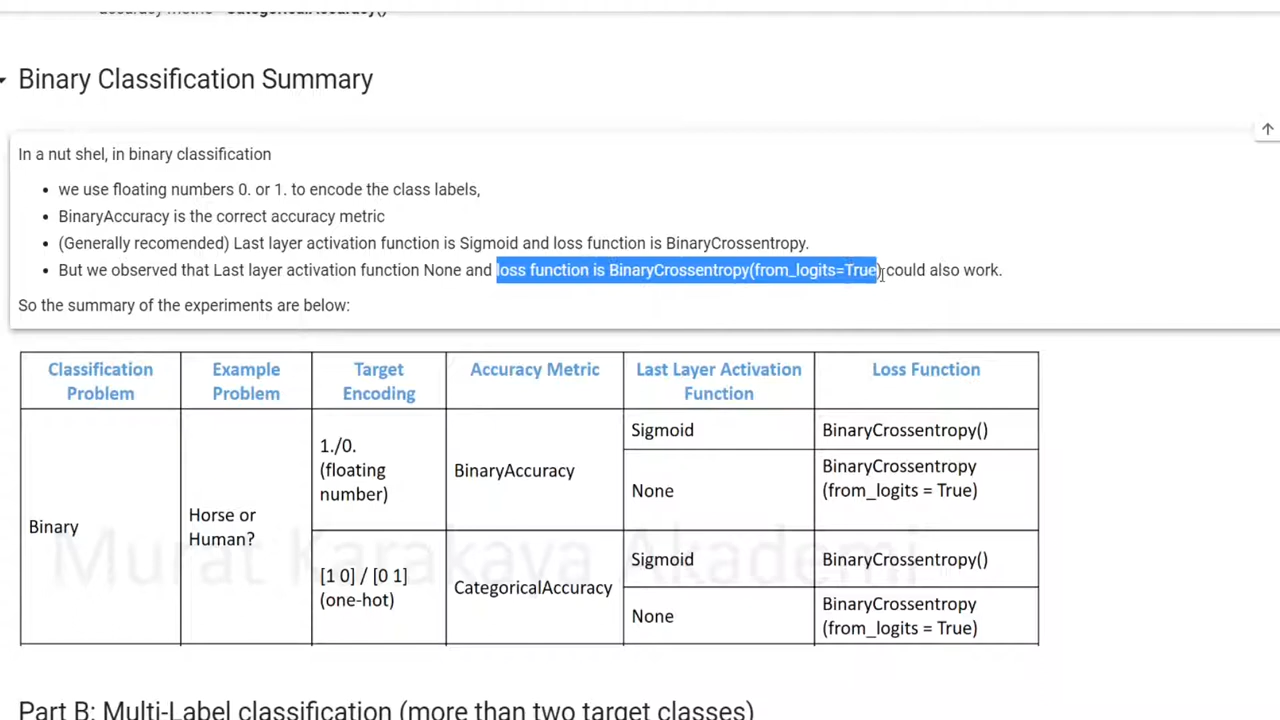 Binary Classification Summary
In a nut shel, in binary classification
• we use floating numbers 0. or 1. to encode the class labels,
• BinaryAccuracy is the correct accuracy metric
• (Generally recomended) Last layer activation function is Sigmoid and loss function is BinaryCrossentropy.
• But we observed that Last layer activation function None and loss function is BinaryCrossentropy(from_logits=True) could also work.
So the summary of the experiments are below:
Classification Problem
Example Problem
Target Encoding
Accuracy Metric
Last Layer Activation Function
Loss Function
Binary
Horse or Human?
1./0.
(floating
number)
BinaryAccuracy
Sigmoid
BinaryCrossentropy()
None
BinaryCrossentropy
(from_logits = True)
[1 0] / [0 1]
(one-hot)
CategoricalAccuracy
Sigmoid
BinaryCrossentropy()
None
BinaryCrossentropy
(from_logits = True)
Murat Karakaya Akademi
Part B: Multi-Label classification (more than two target classes)